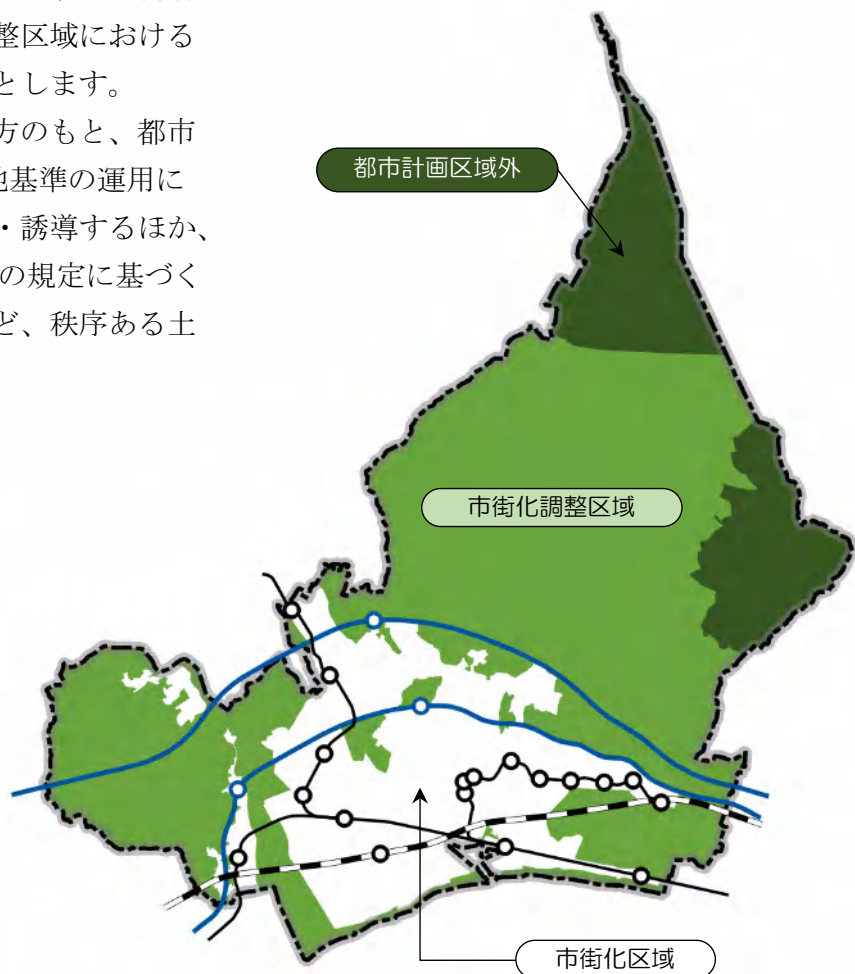 整区域における
とします。
方のもと、都市
基準の運用に
・誘導するほか、
の規定に基づく
ど、秩序ある土
都市計画区域外
市街化調整区域
市街化区域